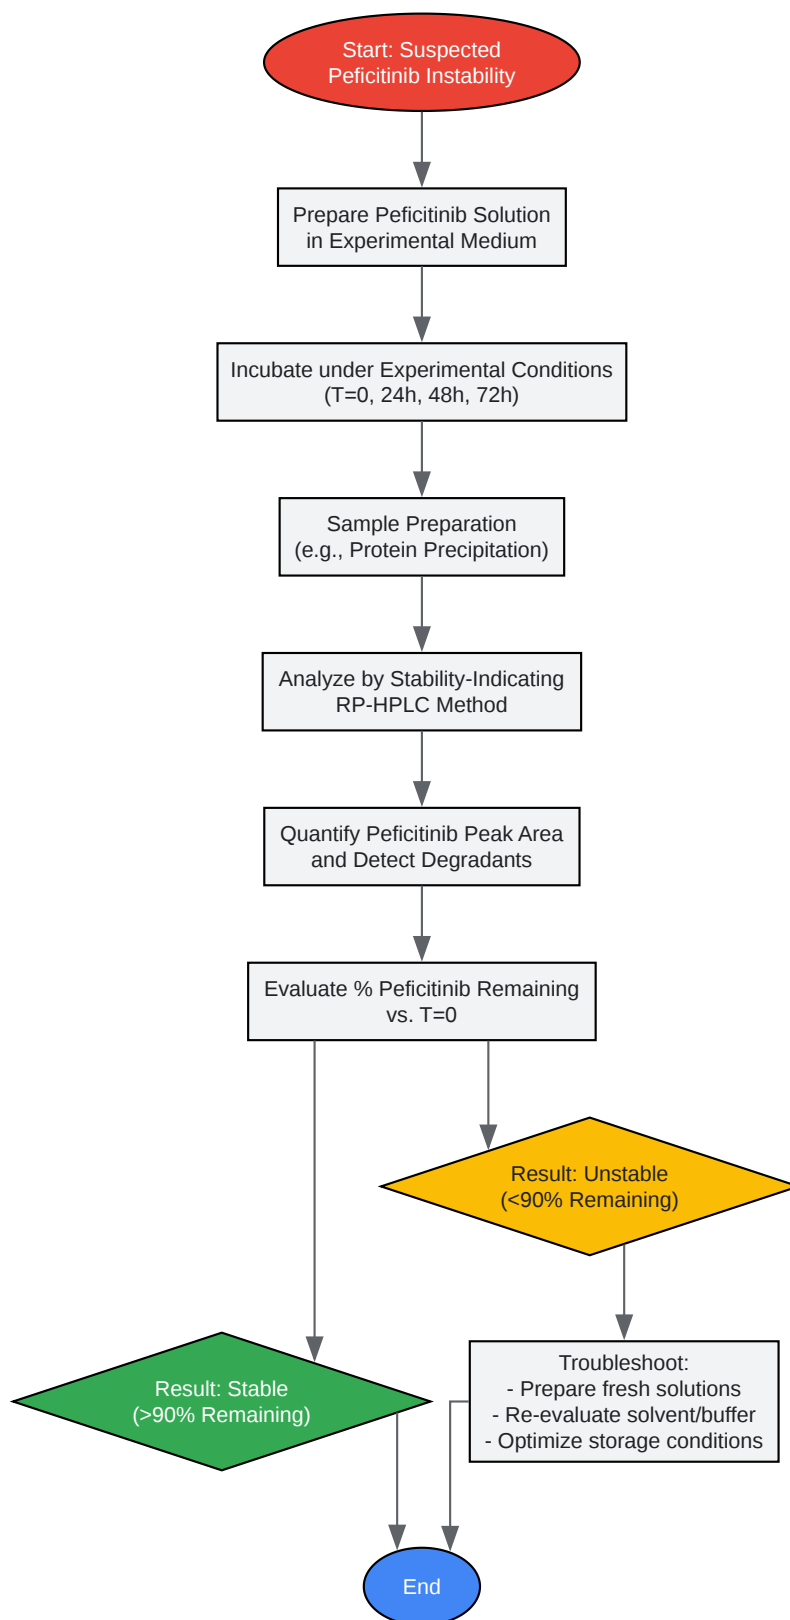 Start: Suspected
Peficitinib Instability
Prepare Peficitinib Solution
in Experimental Medium
Incubate under Experimental Conditions
(T=0, 24h, 48h, 72h)
Sample Preparation
(e.g., Protein Precipitation)
Analyze by Stability-Indicating
RP-HPLC Method
Quantify Peficitinib Peak Area
and Detect Degradants
Evaluate % Peficitinib Remaining
vs. T=0
Result: Unstable
(<90% Remaining)
Result: Stable
(>90% Remaining)
Troubleshoot:
- Prepare fresh solutions
- Re-evaluate solvent/buffer
- Optimize storage conditions
End